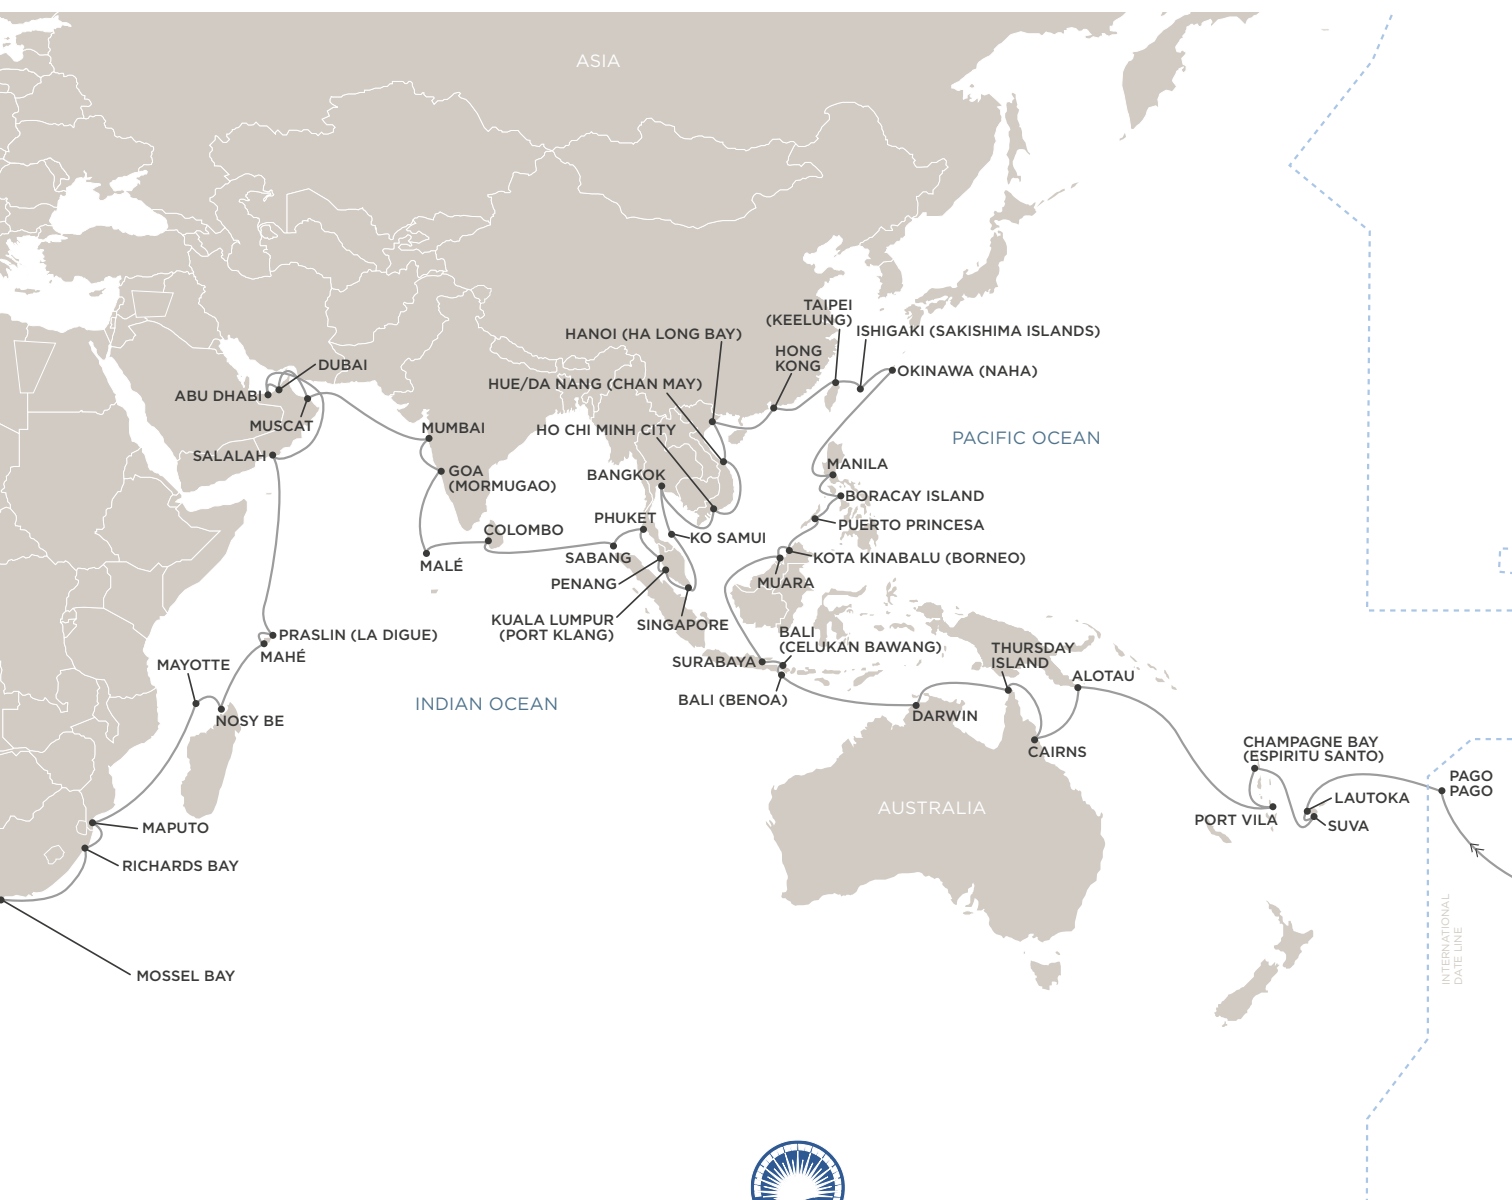 ASIA
TAIPEI
(KEELUNG)
HANOI (HA LONG BAY)
ISHIGAKI (SAKISHIMA ISLANDS)
HONG
KONG
DUBAI
OKINAWA (NAHA)
HUE/DA NANG (CHAN MAY)
ABU DHABI
MUSCAT
MUMBAI
HO CHI MINH CITY
PACIFIC OCEAN
SALALAH
MANILA
GOA
(MORMUGAO)
BANGKOK
BORACAY ISLAND
PHUKET
PUERTO PRINCESA
COLOMBO
KO SAMUI
SABANG
KOTA KINABALU (BORNEO)
MALÉ
PENANG
MUARA
KUALA LUMPUR
(PORT KLANG)
SINGAPORE
PRASLIN (LA DIGUE)
BALI
(CELUKAN BAWANG)
MAHÉ
THURSDAY
ISLAND
MAYOTTE
SURABAYA
ALOTAU
BALI (BENOA)
INDIAN OCEAN
NOSY BE
DARWIN
CHAMPAGNE BAY
(ESPIRITU SANTO)
CAIRNS
PAGO
PAGO
LAUTOKA
AUSTRALIA
PORT VILA
SUVA
MAPUTO
RICHARDS BAY
INTERNATIONAL
DATE LINE
MOSSEL BAY